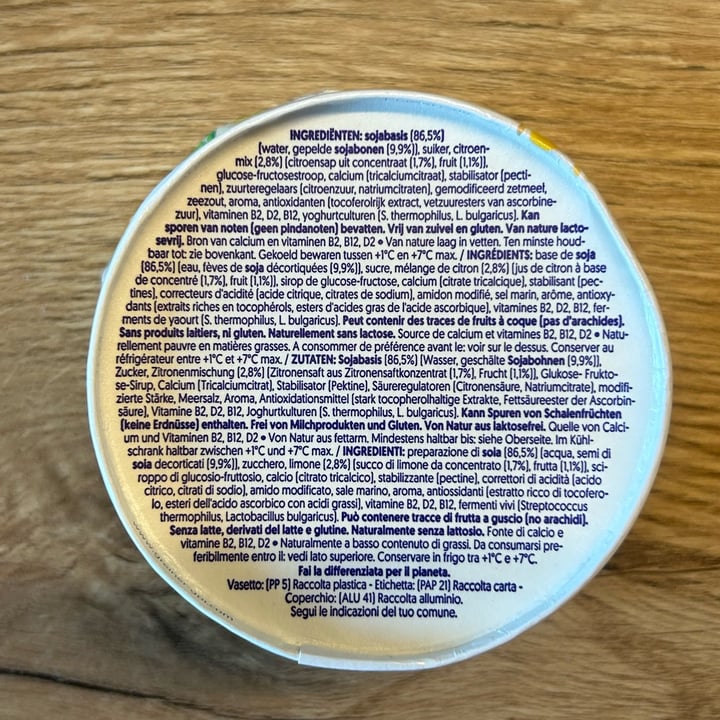 INGREDIËNTEN: sojabasis (86,5%)
(water, gepelde sojabonen (9,9%)), suiker, citroen-
mix (2,8%) (citroensap uit concentraat (1,7%), fruit (1,1%)),
glucose-fructosestroop, calcium (tricalciumcitraat), stabilisator (pecti-
nen), zuurteregelaars (citroenzuur, natriumcitraten), gemodificeerd zetmeel,
zeezout, aroma, antioxidanten (tocoferolrijk extract, vetzuuresters van ascorbine-
zuur), vitaminen B2, D2, B12, yoghurtculturen (S. thermophilus, L. bulgaricus). Kan
sporen van noten (geen pindanoten) bevatten. Vrij van zuivel en gluten. Van nature lacto-
sevrij. Bron van calcium en vitaminen B2, B12, D2 • Van nature laag in vetten. Ten minste houd-
baar tot: zie bovenkant. Gekoeld bewaren tussen +1°C en +7°C max. / INGRÉDIENTS: base de soja
(86,5%) (eau, fèves de soja décortiquées (9,9%)), sucre, mélange de citron (2,8%) (jus de citron à base
de concentré (1,7%), fruit (1,1%)), sirop de glucose-fructose, calcium (citrate tricalcique), stabilisant (pec-
tines), correcteurs d'acidité (acide citrique, citrates de sodium), amidon modifié, sel marin, arôme, antioxy-
dants (extraits riches en tocophérols, esters d'acides gras de l'acide ascorbique), vitamines B2, D2, B12, fer-
ments de yaourt (S. thermophilus, L. bulgaricus). Peut contenir des traces de fruits à coque (pas d'arachides).
Sans produits laitiers, ni gluten. Naturellement sans lactose. Source de calcium et vitamines B2, B12, D2 • Natu-
rellement pauvre en matières grasses. A consommer de préférence avant le: voir sur le dessus. Conserver au
réfrigérateur entre +1°C et +7°C max. / ZUTATEN: Sojabasis (86,5%) (Wasser, geschälte Sojabohnen (9,9%)),
Zucker, Zitronenmischung (2,8%) (Zitronensaft aus Zitronensaftkonzentrat (1,7%), Frucht (1,1%)), Glukose- Frukto-
se-Sirup, Calcium (Tricalciumcitrat), Stabilisator (Pektine), Säureregulatoren (Citronensäure, Natriumcitrate), modifi-
zierte Stärke, Meersalz, Aroma, Antioxidationsmittel (stark tocopherolhaltige Extrakte, Fettsäureester der Ascorbin-
säure), Vitamine B2, D2, B12, Joghurtkulturen (S. thermophilus, L. bulgaricus). Kann Spuren von Schalenfrüchten
(keine Erdnüsse) enthalten. Frei von Milchprodukten und Gluten. Von Natur aus laktosefrei. Quelle von Calci-
um und Vitaminen B2, B12, D2 • Von Natur aus fettarm. Mindestens haltbar bis: siehe Oberseite. Im Kühl-
schrank haltbar zwischen +1°C und +7°C max. / INGREDIENTI: preparazione di soia (86,5%) (acqua, semi di
soia decorticati (9,9%)), zucchero, limone (2,8%) (succo di limone da concentrato (1,7%), frutta (1,1%)), sci-
roppo di glucosio-fruttosio, calcio (citrato tricalcico), stabilizzante (pectine), correttori di acidità (acido
citrico, citrati di sodio), amido modificato, sale marino, aroma, antiossidanti (estratto ricco di tocofero-
lo, esteri dell'acido ascorbico con acidi grassi), vitamine B2, D2, B12, fermenti vivi (Streptococcus
thermophilus, Lactobacillus bulgaricus). Può contenere tracce di frutta a guscio (no arachidi).
Senza latte, derivati del latte e glutine. Naturalmente senza lattosio. Fonte di calcio e
vitamine B2, B12, D2 • Naturalmente a basso contenuto di grassi. Da consumarsi pre-
feribilmente entro il: vedi lato superiore. Conservare in frigo tra +1°C e +7°C.
Fai la differenziata per il pianeta.
Vasetto: (PP 5) Raccolta plastica - Etichetta: (PAP 21) Raccolta carta -
Coperchio: (ALU 41) Raccolta alluminio.
Segui le indicazioni del tuo comune.